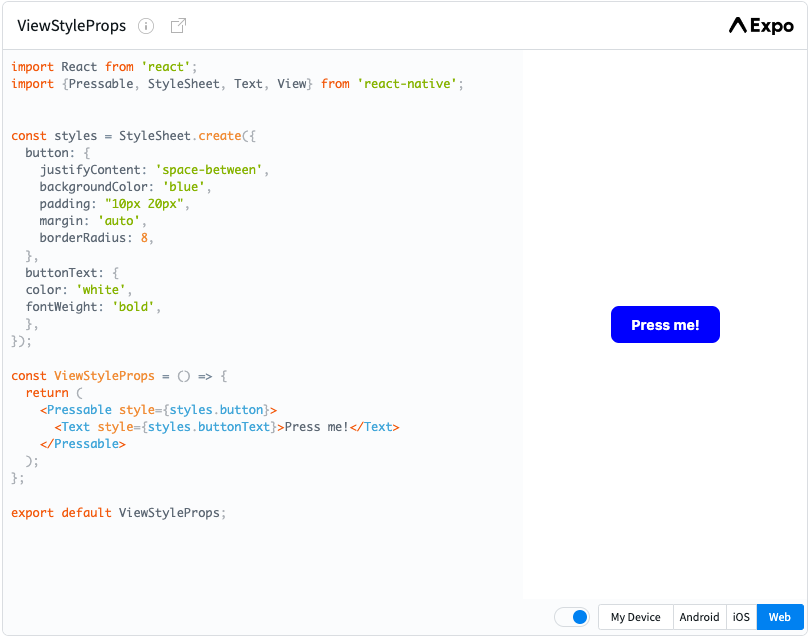 ViewStyleProps
Expo
import React from 'react';
import {Pressable, StyleSheet, Text, View} from 'react-native';
const styles = StyleSheet.create({
  button: {
    justifyContent: 'space-between',
    backgroundColor: 'blue',
    padding: "10px 20px",
    margin: 'auto',
    borderRadius: 8,
  },
  buttonText: {
  color: 'white',
  fontWeight: 'bold',
  },
});
const ViewStyleProps = () => {
  return (
    <Pressable style={styles.button}>
      <Text style={styles.buttonText}>Press me!</Text>
    </Pressable>
  );
};
export default ViewStyleProps;
Press me!
My Device Android iOS Web